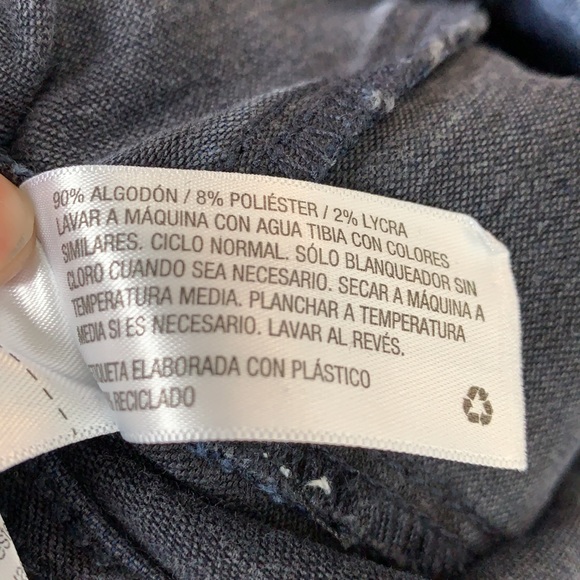 90% ALGODÓN / 8% POLIÉSTER / 2% LYCRA
LAVAR A MÁQUINA CON AGUA TIBIA CON COLORES
SIMILARES. CICLO NORMAL. SÓLO BLANQUEADOR SIN
CLORO CUANDO SEA NECESARIO. SECAR A MÁQUINA A
TEMPERATURA MEDIA. PLANCHAR A TEMPERATURA
MEDIA SI ES NECESARIO. LAVAR AL REVÉS.
ETIQUETA ELABORADA CON PLÁSTICO
RECICLADO